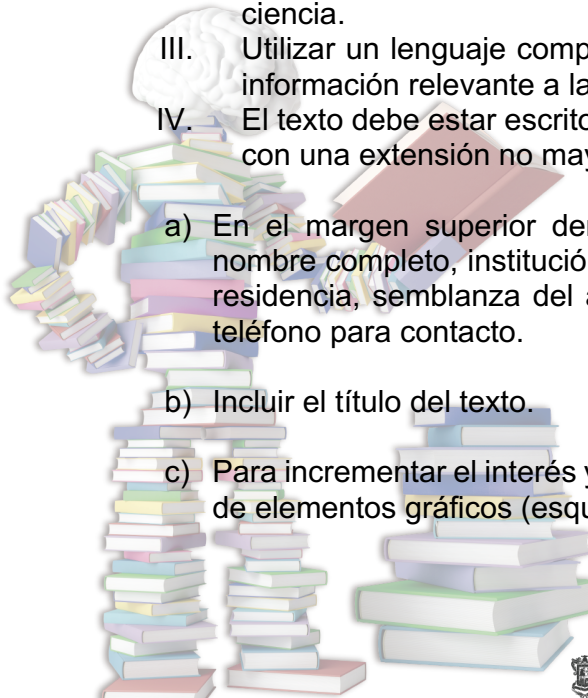 ciencia.
III. Utilizar un lenguaje comp
información relevante a la
IV. El texto debe estar escrito
con una extensión no may
a) En el margen superior der
nombre completo, institució
residencia, semblanza del a
teléfono para contacto.
b) Incluir el título del texto.
c) Para incrementar el interés y
de elementos gráficos (esqu